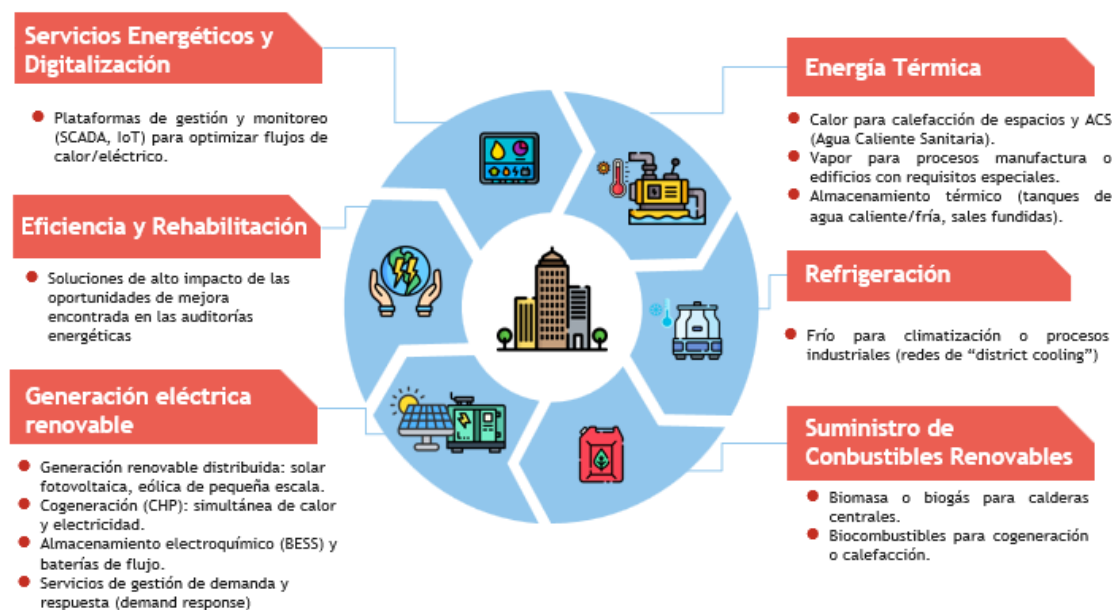 Servicios Energéticos y
Digitalización
● Plataformas de gestión y monitoreo
(SCADA, IoT) para optimizar flujos de
calor/eléctrico.
Eficiencia y Rehabilitación
● Soluciones de alto impacto de las
oportunidades de mejora
encontrada en las auditorías
energéticas
Generación eléctrica
renovable
● Generación renovable distribuida: solar
fotovoltaica, eólica de pequeña escala.
● Cogeneración (CHP): simultánea de calor
y electricidad.
● Almacenamiento electroquímico (BESS) y
baterías de flujo.
● Servicios de gestión de demanda y
respuesta (demand response)
Energía Térmica
● Calor para calefacción de espacios y ACS
(Agua Caliente Sanitaria).
● Vapor para procesos manufactura o
edificios con requisitos especiales.
● Almacenamiento térmico (tanques de
agua caliente/fría, sales fundidas).
Refrigeración
● Frío para climatización o procesos
industriales (redes de “district cooling”)
Suministro de
Conbustibles Renovables
● Biomasa o biogás para calderas
centrales.
● Biocombustibles para cogeneración
o calefacción.